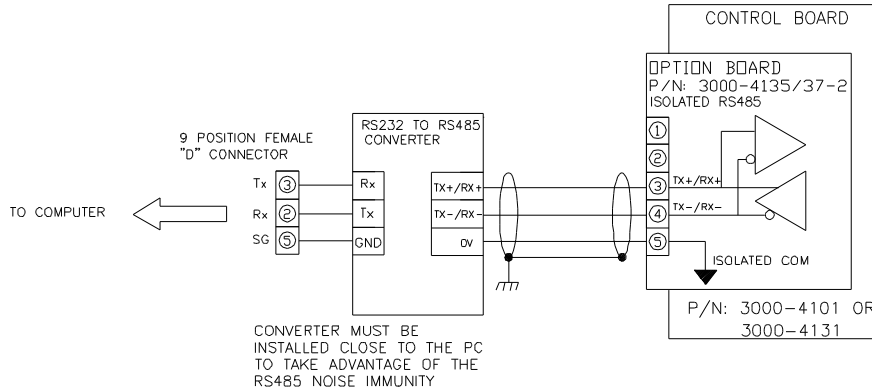 CONTROL BOARD
OPTION BOARD
P/N: 3000-4135/37-2
ISOLATED RS485
RS232 TO RS485
CONVERTER
9 POSITION FEMALE
"D" CONNECTOR
1
2
Tx 3 Rx TX+/RX+ 3 TX+/RX+
TO COMPUTER
Rx 2 Tx TX-/RX- 4 TX-/RX-
SG 5 GND 0V 5
ISOLATED COM
P/N: 3000-4101 OR
3000-4131
CONVERTER MUST BE
INSTALLED CLOSE TO THE PC
TO TAKE ADVANTAGE OF THE
RS485 NOISE IMMUNITY